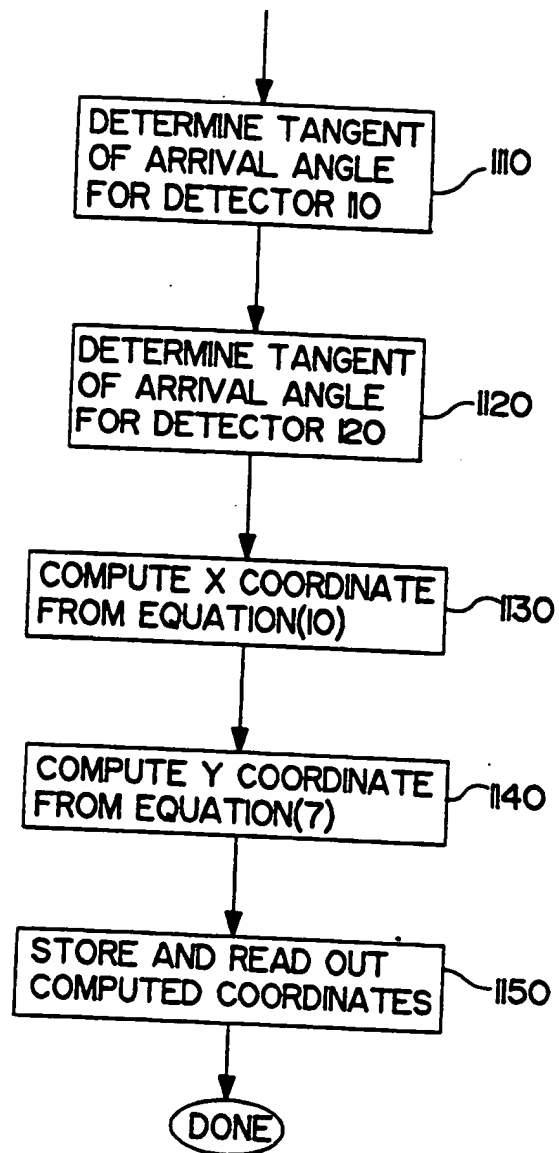 DETERMINE TANGENT
OF ARRIVAL ANGLE
FOR DETECTOR 110
1110
DETERMINE TANGENT
OF ARRIVAL ANGLE
FOR DETECTOR 120
1120
COMPUTE X COORDINATE
FROM EQUATION(10)
1130
COMPUTE Y COORDINATE
FROM EQUATION(7)
1140
STORE AND READ OUT
COMPUTED COORDINATES
1150
DONE